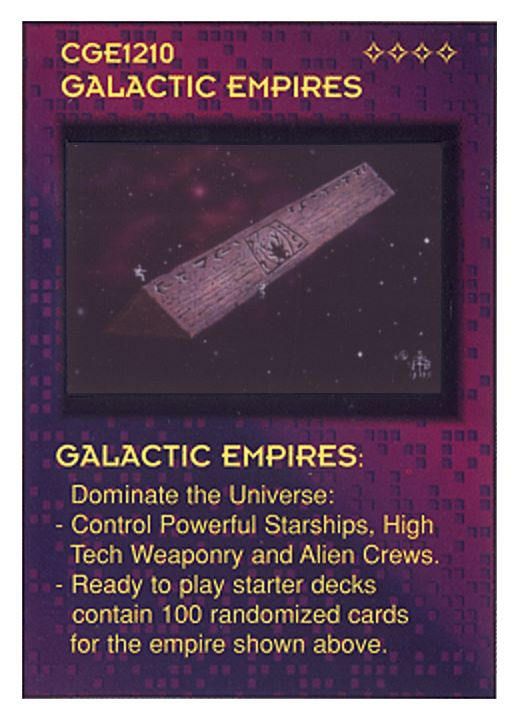 CGE1210
GALACTIC EMPIRES
GALACTIC EMPIRES:
Dominate the Universe:
- Control Powerful Starships, High
Tech Weaponry and Alien Crews.
- Ready to play starter decks
contain 100 randomized cards
for the empire shown above.